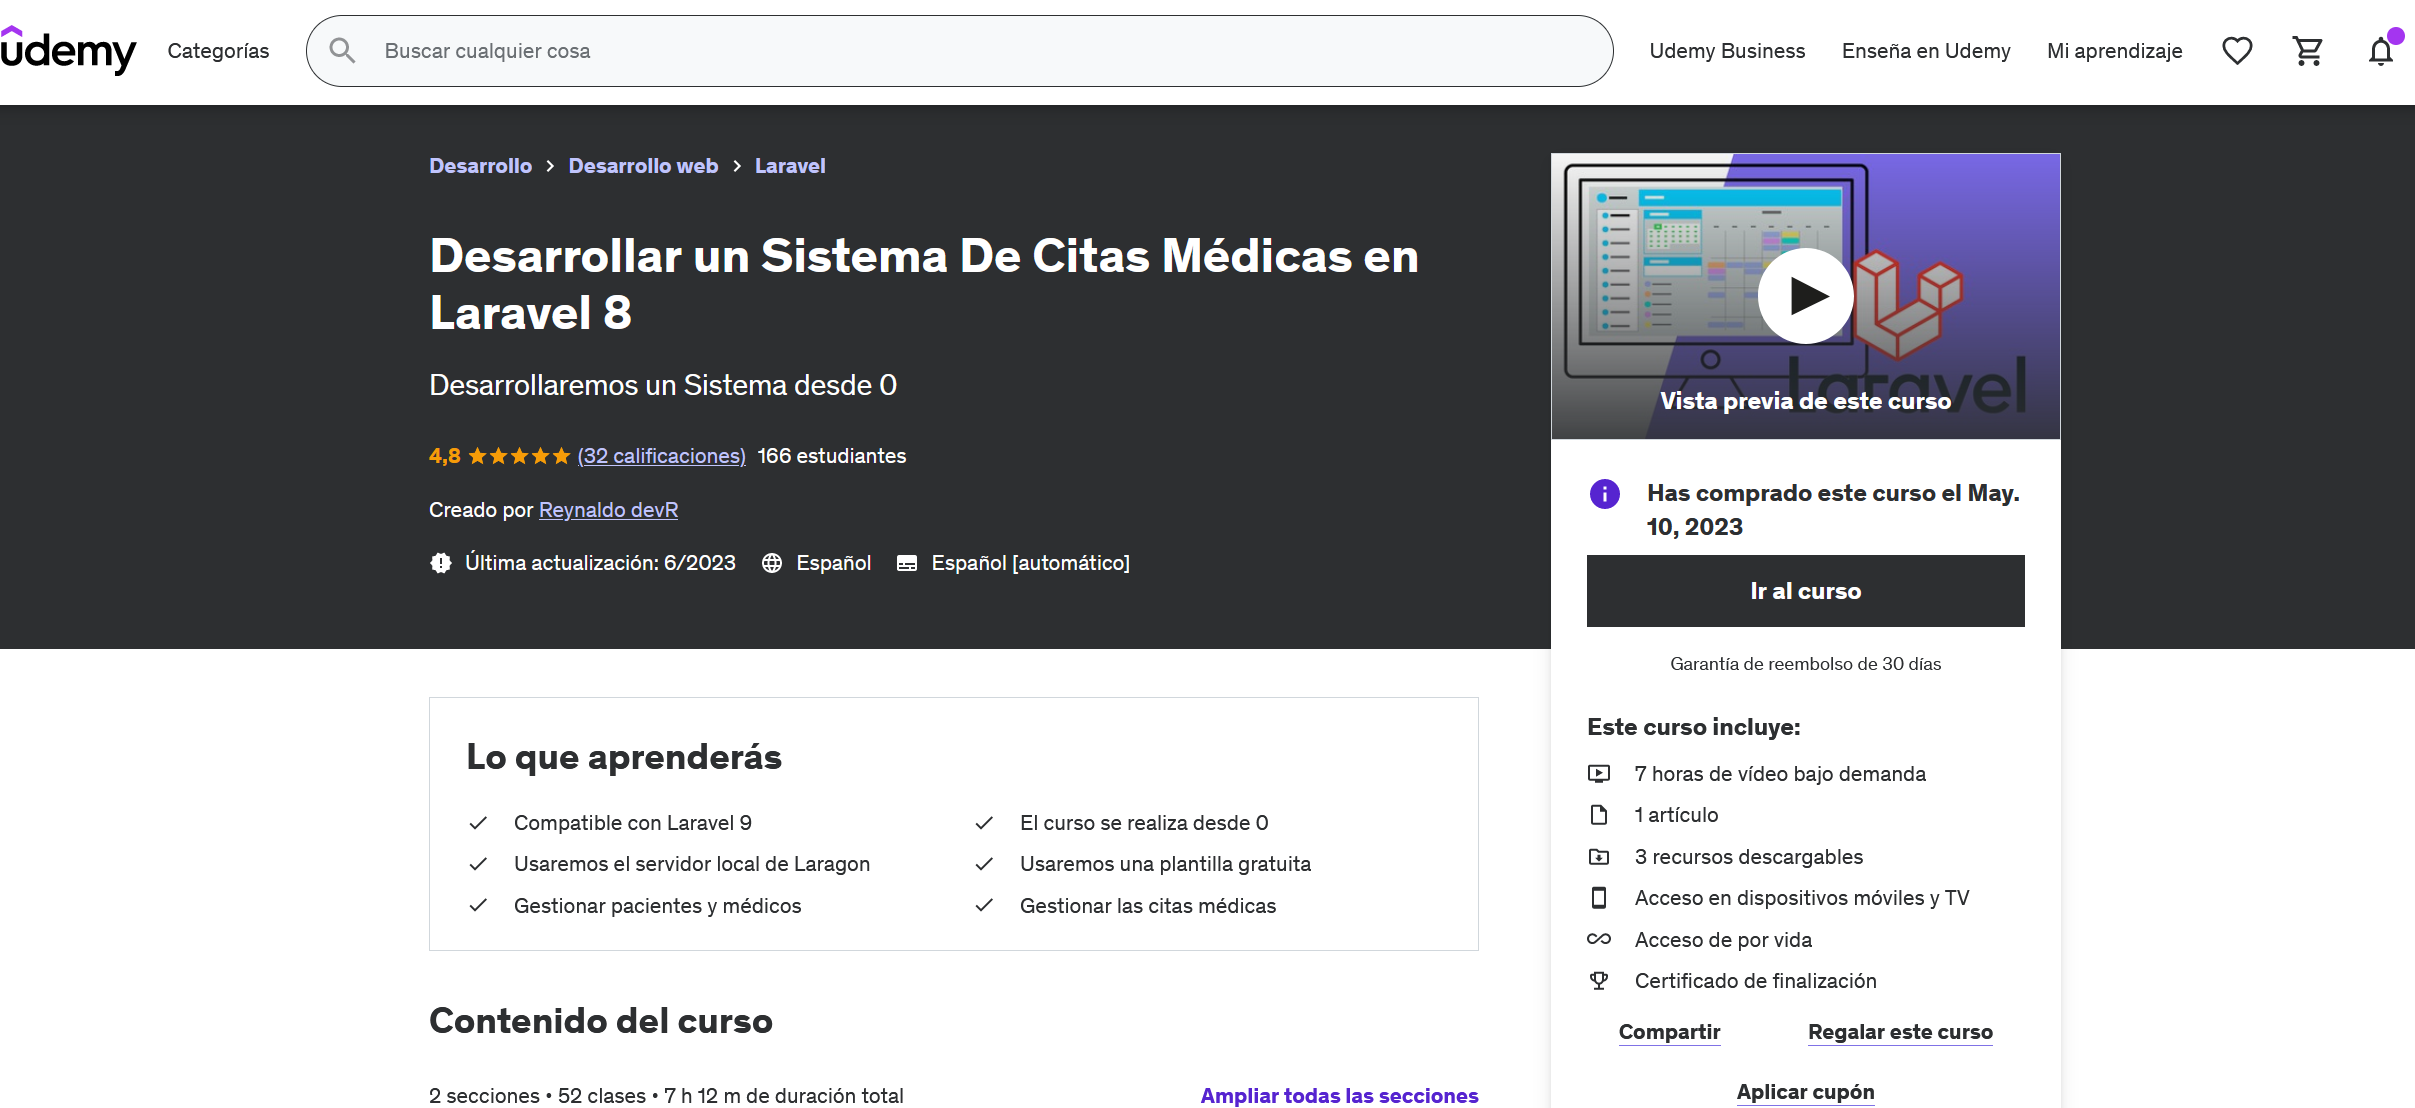 udemy
Categorías
Buscar cualquier cosa
Udemy Business
Enseña en Udemy
Mi aprendizaje
Desarrollo > Desarrollo web > Laravel
Desarrollar un Sistema De Citas Médicas en
Laravel 8
Desarrollaremos un Sistema desde 0
4,8 ★★★★★ (32 calificaciones) 166 estudiantes
Creado por Reynaldo devR
Última actualización: 6/2023
Español
Español [automático]
Laravel
Vista previa de este curso
Has comprado este curso el May.
10, 2023
Ir al curso
Garantía de reembolso de 30 días
Este curso incluye:
7 horas de vídeo bajo demanda
1 artículo
3 recursos descargables
Acceso en dispositivos móviles y TV
Acceso de por vida
Certificado de finalización
Compartir
Regalar este curso
Aplicar cupón
Lo que aprenderás
Compatible con Laravel 9
El curso se realiza desde 0
Usaremos el servidor local de Laragon
Usaremos una plantilla gratuita
Gestionar pacientes y médicos
Gestionar las citas médicas
Contenido del curso
2 secciones • 52 clases • 7 h 12 m de duración total
Ampliar todas las secciones